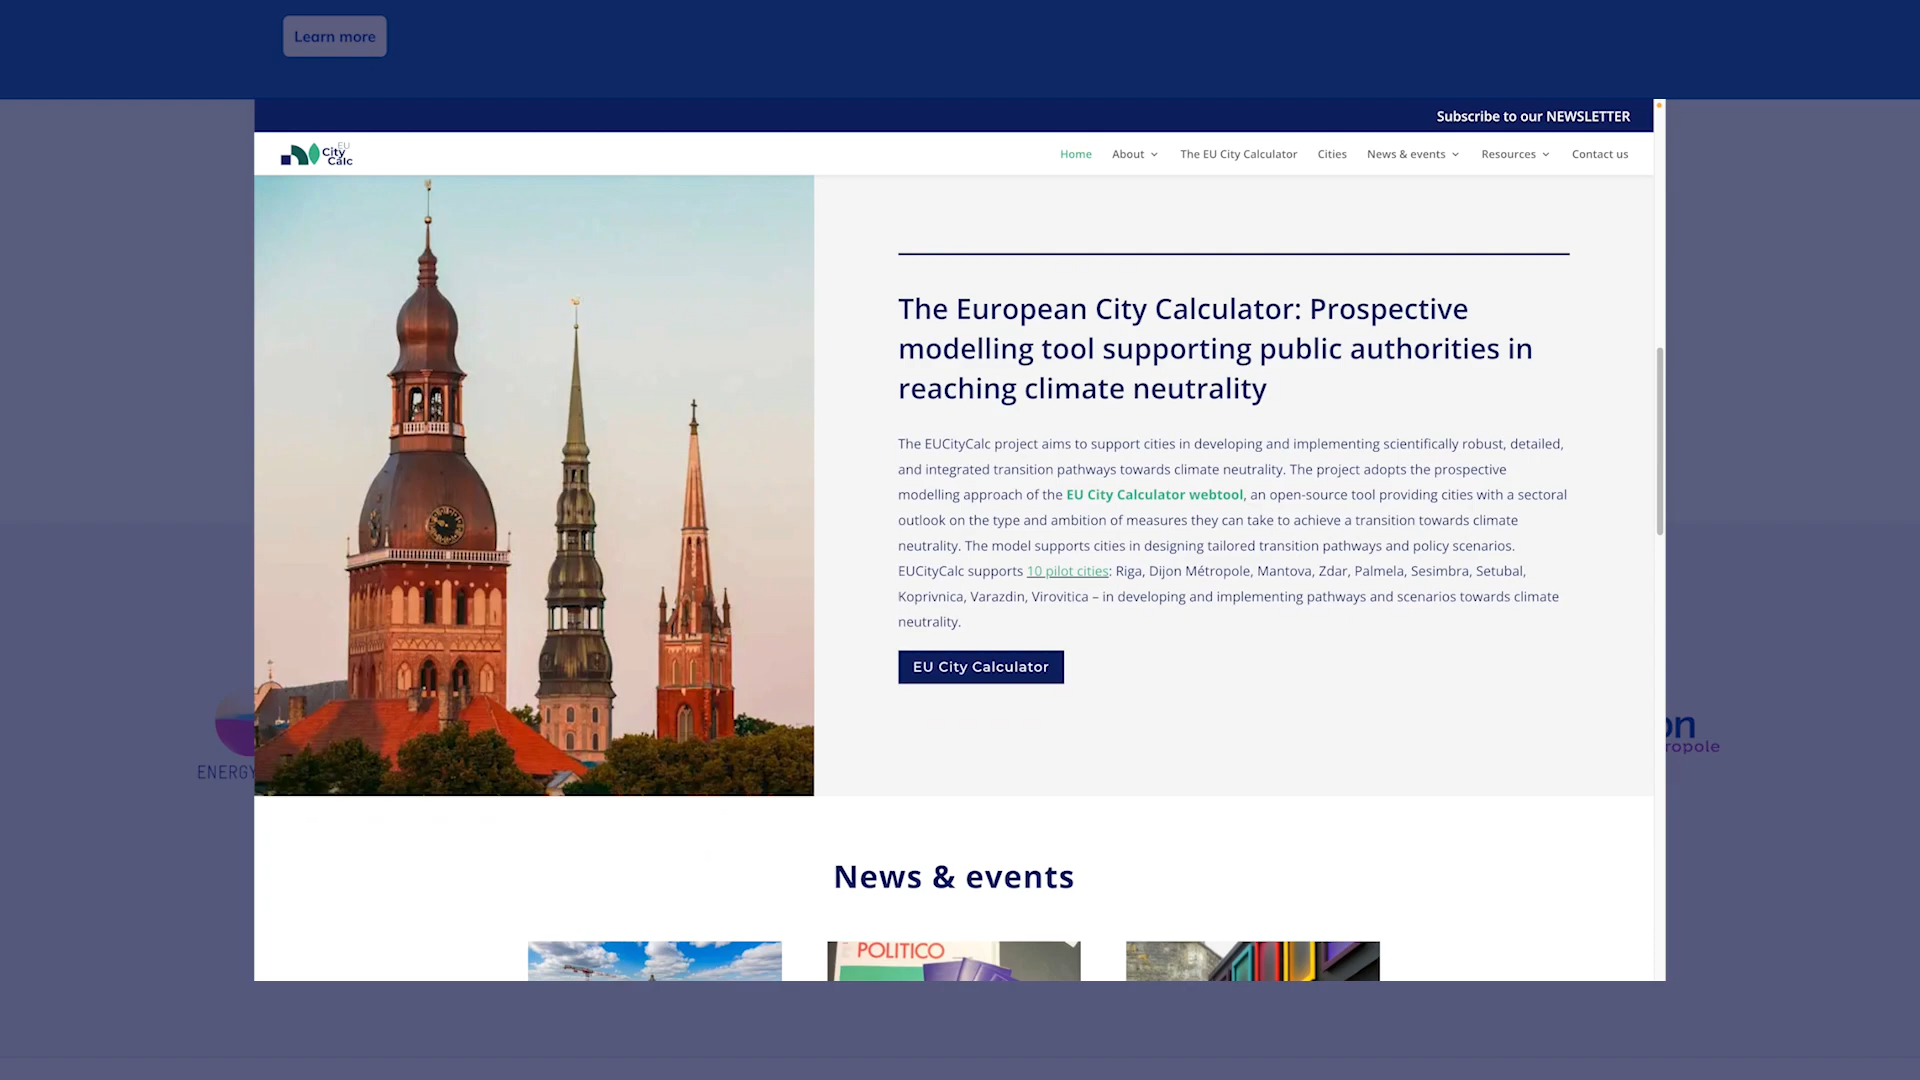 Learn more
Subscribe to our NEWSLETTER
EU
City
Calc
Home About The EU City Calculator Cities News & events Resources Contact us
The European City Calculator: Prospective
modelling tool supporting public authorities in
reaching climate neutrality
The EUCityCalc project aims to support cities in developing and implementing scientifically robust, detailed,
and integrated transition pathways towards climate neutrality. The project adopts the prospective
modelling approach of the EU City Calculator webtool, an open-source tool providing cities with a sectoral
outlook on the type and ambition of measures they can take to achieve a transition towards climate
neutrality. The model supports cities in designing tailored transition pathways and policy scenarios.
EUCityCalc supports 10 pilot cities: Riga, Dijon Métropole, Mantova, Zdar, Palmela, Sesimbra, Setubal,
Koprivnica, Varazdin, Virovitica – in developing and implementing pathways and scenarios towards climate
neutrality.
EU City Calculator
ENERGY
on
ropole
News & events
POLITICO